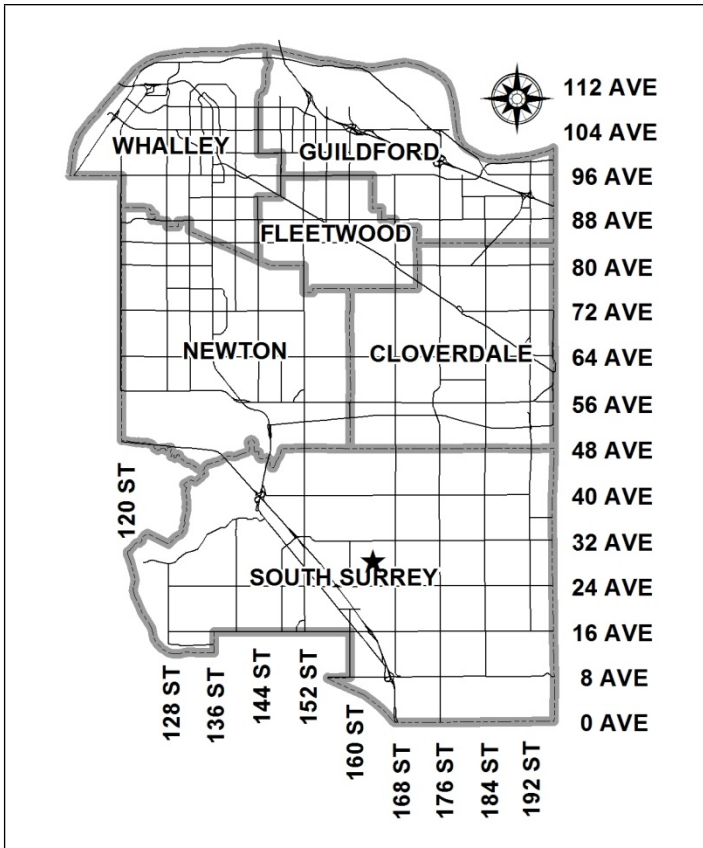 112 AVE
104 AVE
WHALLEY
GUILDFORD
96 AVE
88 AVE
FLEETWOOD
80 AVE
72 AVE
NEWTON
CLOVERDALE
64 AVE
56 AVE
48 AVE
120 ST
40 AVE
32 AVE
SOUTH SURREY
24 AVE
16 AVE
128 ST
136 ST
144 ST
152 ST
160 ST
8 AVE
0 AVE
168 ST
176 ST
184 ST
192 ST